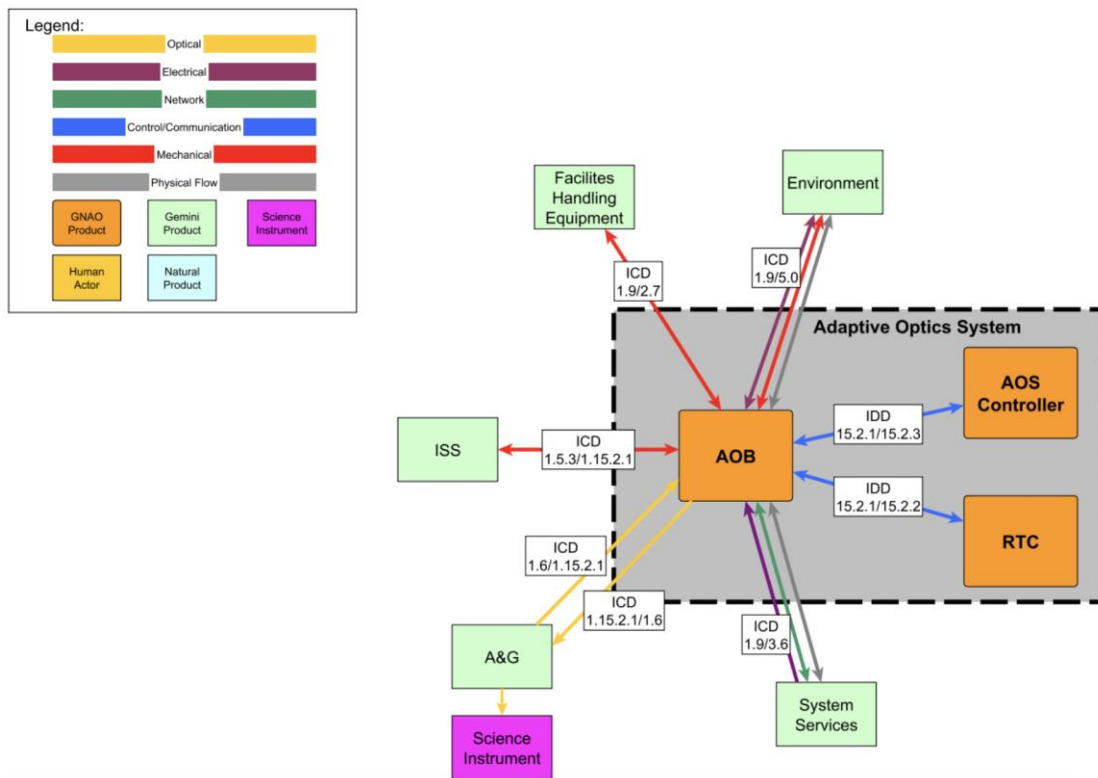 Legend:
Optical
Electrical
Network
Control/Communication
Mechanical
Physical Flow
GNAO
Product
Gemini
Product
Science
Instrument
Human
Actor
Natural
Product
Facilites
Handling
Equipment
Environment
ICD
1.9/2.7
ICD
1.9/5.0
Adaptive Optics System
AOS
Controller
IDD
15.2.1/15.2.3
ISS
ICD
1.5.3/1.15.2.1
AOB
IDD
15.2.1/15.2.2
RTC
ICD
1.6/1.15.2.1
ICD
1.15.2.1/1.6
ICD
1.9/3.6
A&G
System
Services
Science
Instrument